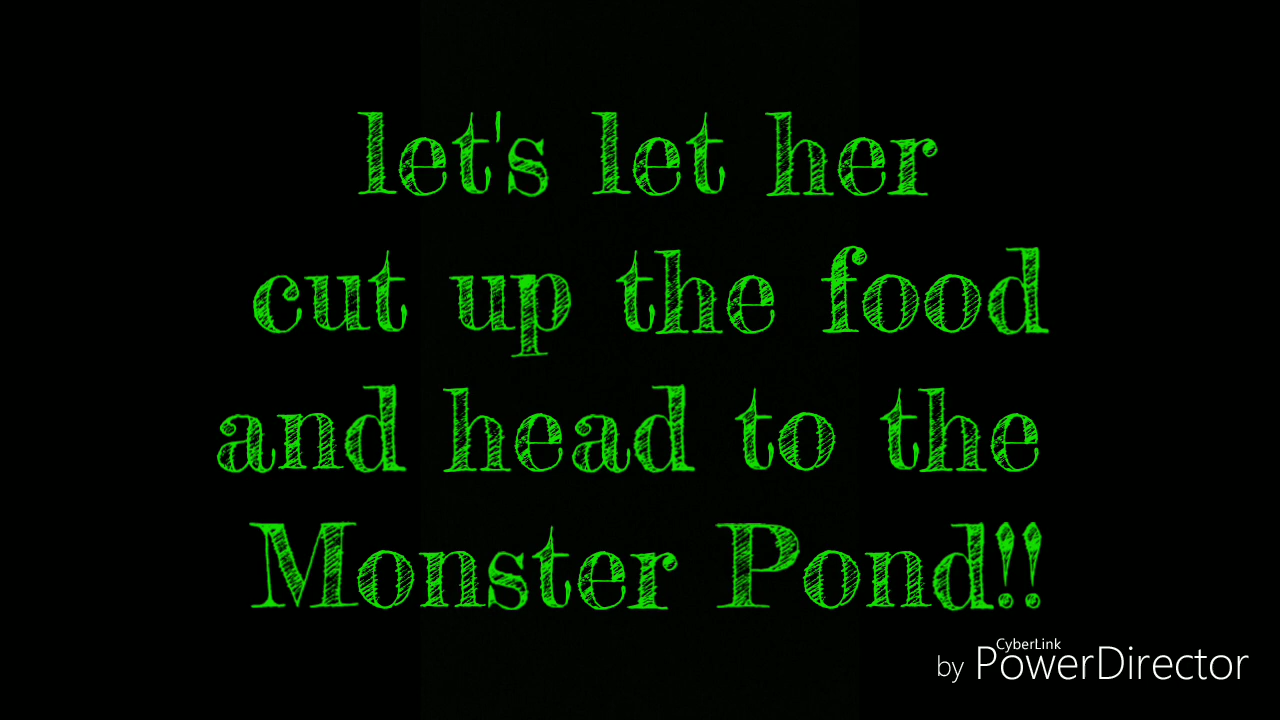 let's let her
cut up the food
and head to the
Monster Pond!!
CyberLink
by PowerDirector